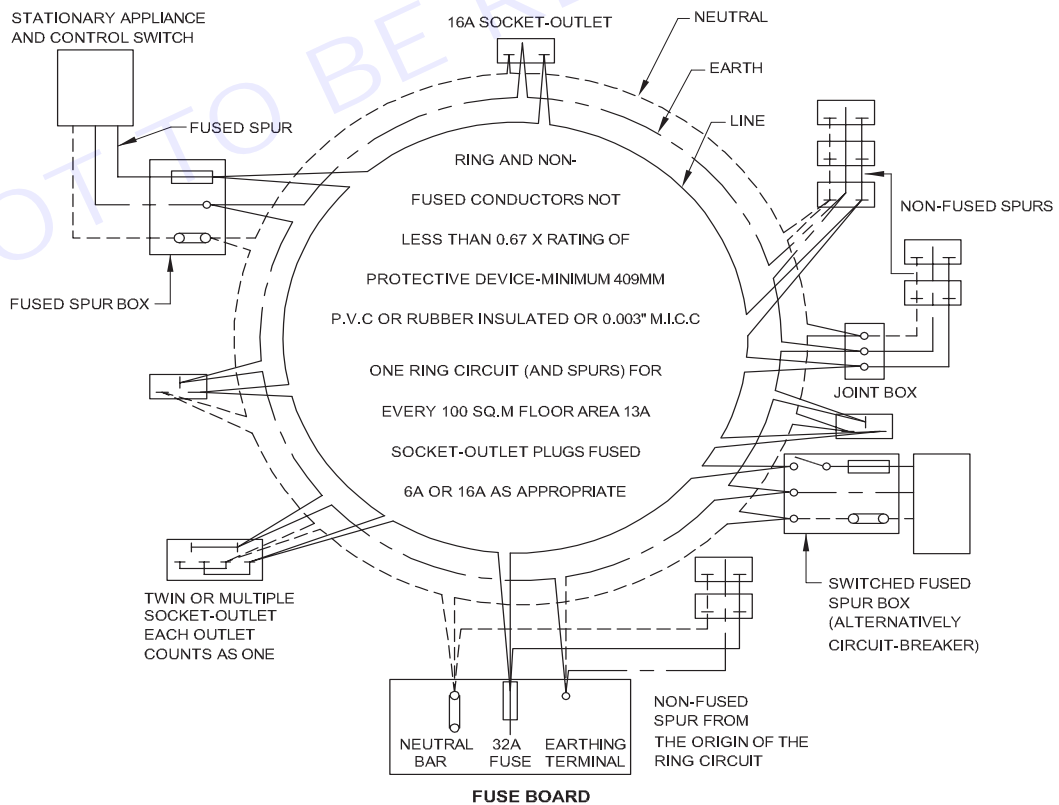 STATIONARY APPLIANCE
AND CONTROL SWITCH
16A SOCKET-OUTLET
NEUTRAL
EARTH
LINE
FUSED SPUR
FUSED SPUR BOX
NON-FUSED SPURS
JOINT BOX
RING AND NON-
FUSED CONDUCTORS NOT
LESS THAN 0.67 X RATING OF
PROTECTIVE DEVICE-MINIMUM 409MM
P.V.C OR RUBBER INSULATED OR 0.003" M.I.C.C
ONE RING CIRCUIT (AND SPURS) FOR
EVERY 100 SQ.M FLOOR AREA 13A
SOCKET-OUTLET PLUGS FUSED
6A OR 16A AS APPROPRIATE
TWIN OR MULTIPLE
SOCKET-OUTLET
EACH OUTLET
COUNTS AS ONE
SWITCHED FUSED
SPUR BOX
(ALTERNATIVELY
CIRCUIT-BREAKER)
NON-FUSED
SPUR FROM
THE ORIGIN OF THE
RING CIRCUIT
NEUTRAL
BAR
32A
FUSE
EARTHING
TERMINAL
FUSE BOARD
OT TO BE R